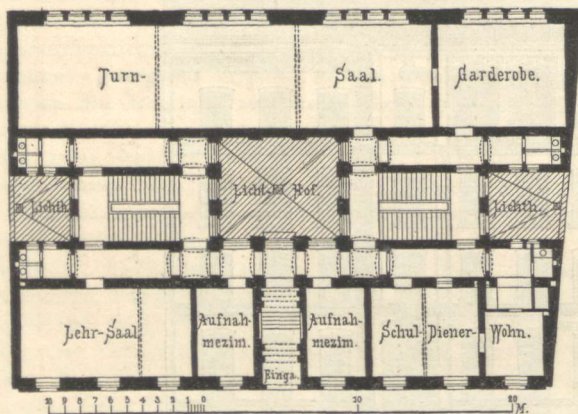 Turn-Saal. Garderobe.
Lichth. Licht-Hof. Lichth.
Lehr-Saal Aufnah-mezim. Aufnah-mezim. Schul-Diener-Wohn.
Einga.
10 9 8 7 6 5 4 3 2 1 0 10 20 M.